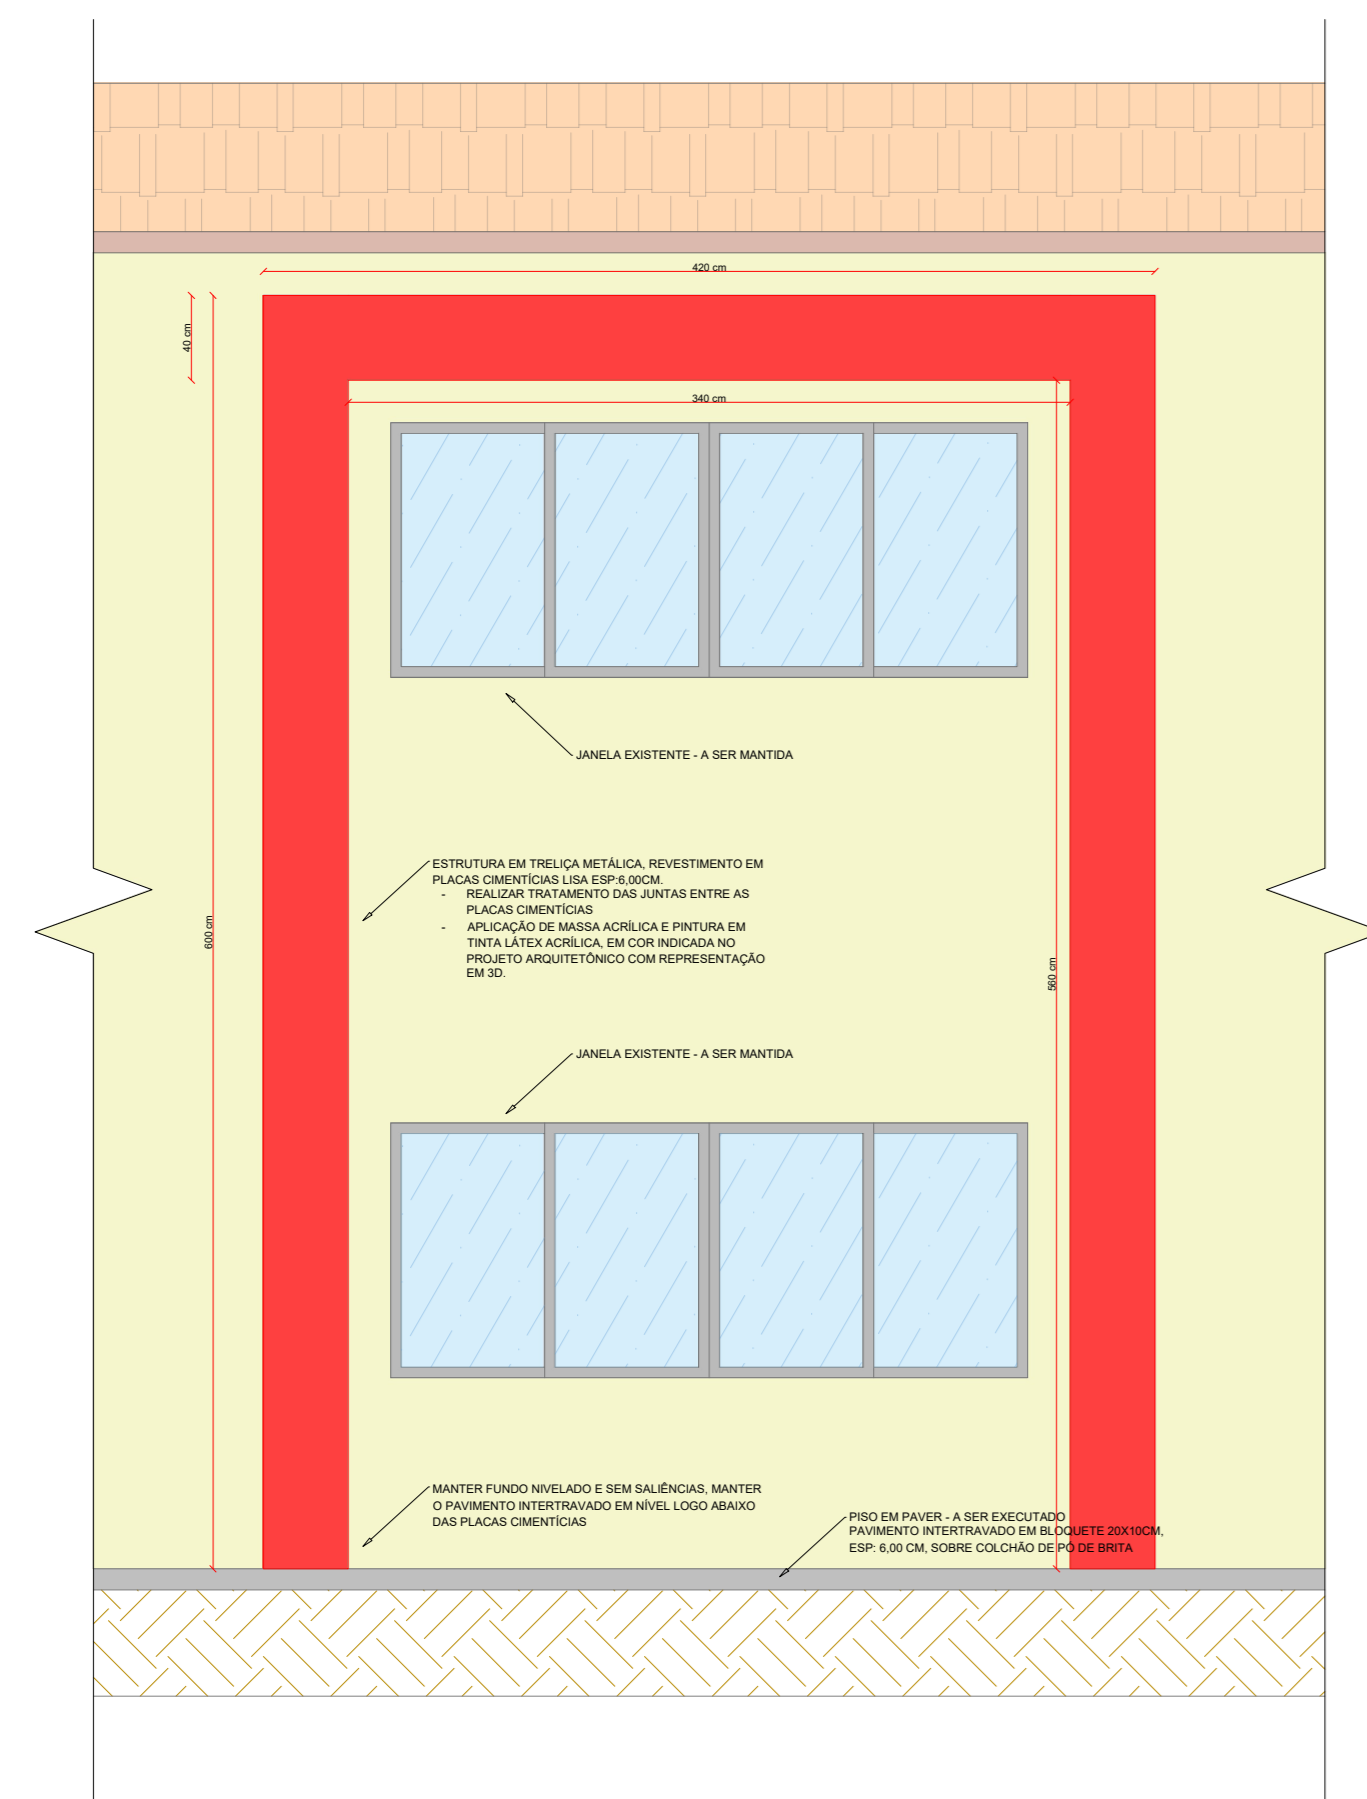 420 cm
40 cm
340 cm
JANELA EXISTENTE - A SER MANTIDA
ESTRUTURA EM TRELIÇA METÁLICA, REVESTIMENTO EM
PLACAS CIMENTÍCIAS LISA ESP:6,00CM.
- REALIZAR TRATAMENTO DAS JUNTAS ENTRE AS
PLACAS CIMENTÍCIAS
- APLICAÇÃO DE MASSA ACRÍLICA E PINTURA EM
TINTA LÁTEX ACRÍLICA, EM COR INDICADA NO
PROJETO ARQUITETÔNICO COM REPRESENTAÇÃO
EM 3D.
600 cm
560 cm
JANELA EXISTENTE - A SER MANTIDA
MANTER FUNDO NIVELADO E SEM SALIÊNCIAS, MANTER
O PAVIMENTO INTERTRAVADO EM NÍVEL LOGO ABAIXO
DAS PLACAS CIMENTÍCIAS
PISO EM PAVER - A SER EXECUTADO
PAVIMENTO INTERTRAVADO EM BLOQUETE 20X10CM,
ESP: 6,00 CM, SOBRE COLCHÃO DE PÓ DE BRITA